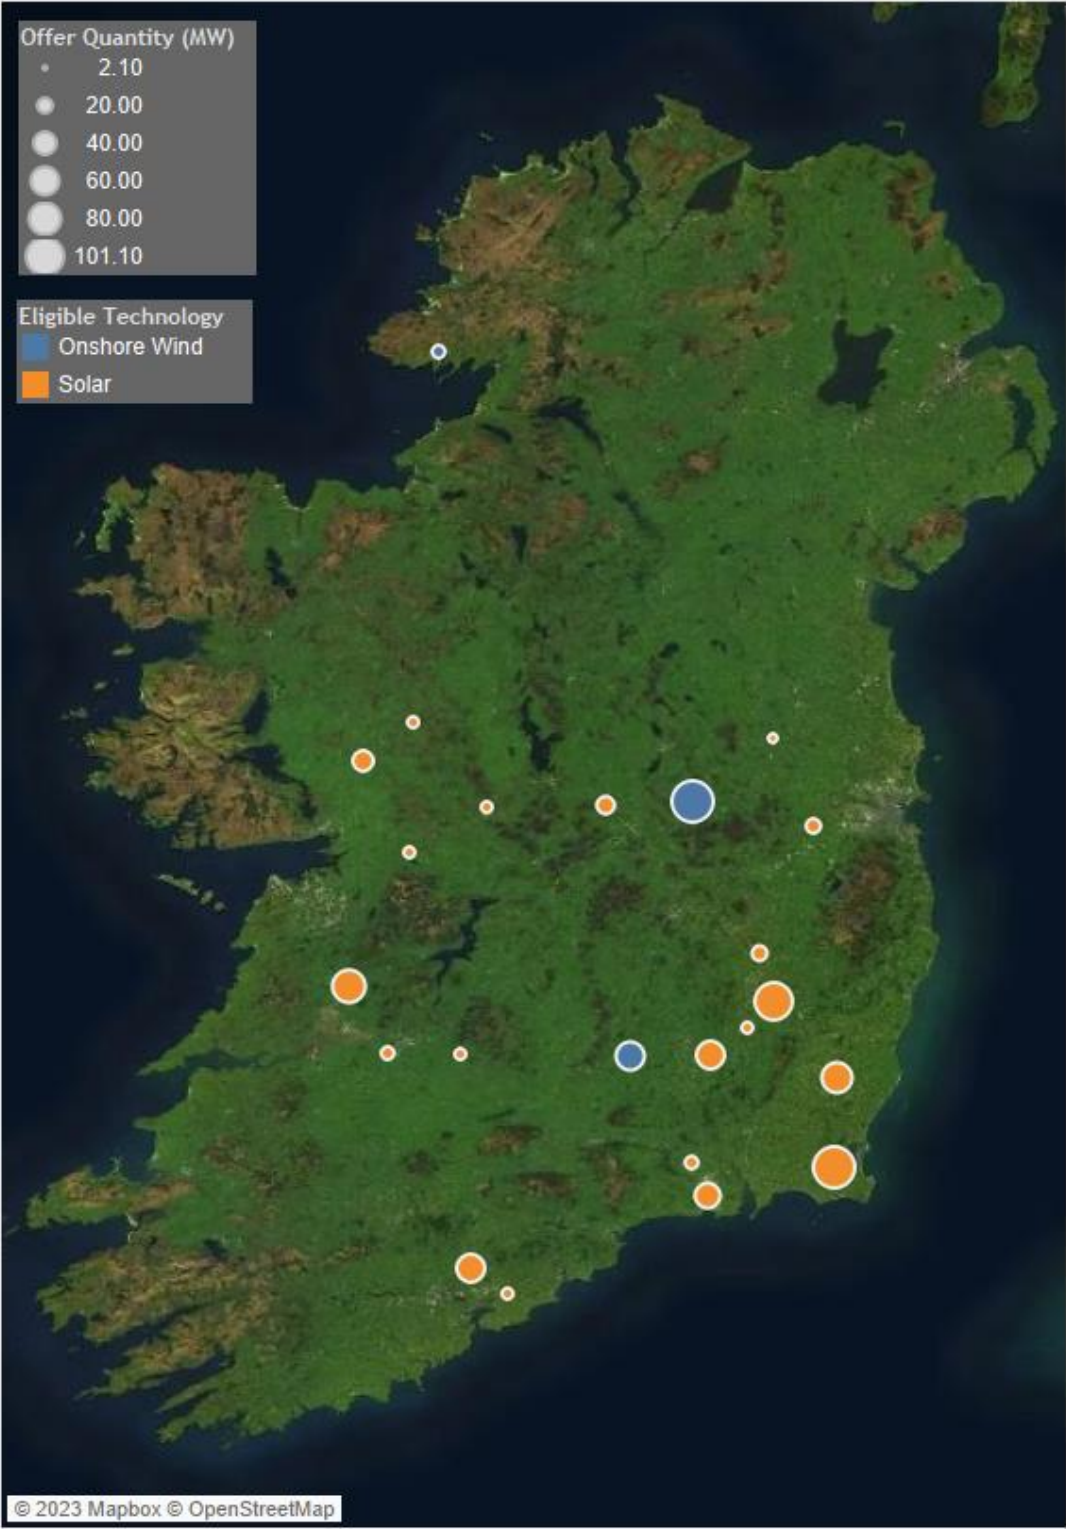 Offer Quantity (MW)
2.10
20.00
40.00
60.00
80.00
101.10
Eligible Technology
Onshore Wind
Solar
© 2023 Mapbox © OpenStreetMap